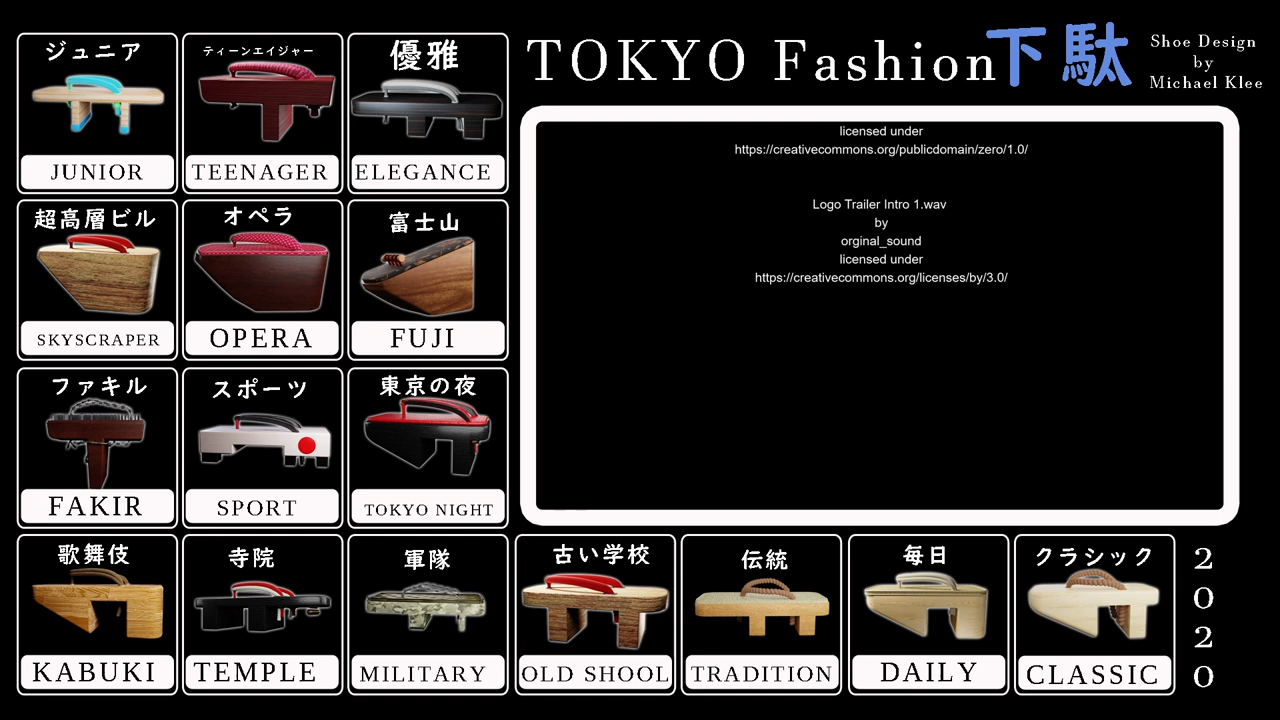 TOKYO Fashion下駄
Shoe Design
by
Michael Klee
ジュニア
JUNIOR
ティーンエイジャー
TEENAGER
優雅
ELEGANCE
licensed under
https://creativecommons.org/publicdomain/zero/1.0/
Logo Trailer Intro 1.wav
by
orginal_sound
licensed under
https://creativecommons.org/licenses/by/3.0/
超高層ビル
SKYSCRAPER
オペラ
OPERA
富士山
FUJI
ファキル
FAKIR
スポーツ
SPORT
東京の夜
TOKYO NIGHT
歌舞伎
KABUKI
寺院
TEMPLE
軍隊
MILITARY
古い学校
OLD SHOOL
伝統
TRADITION
毎日
DAILY
クラシック
CLASSIC
2020